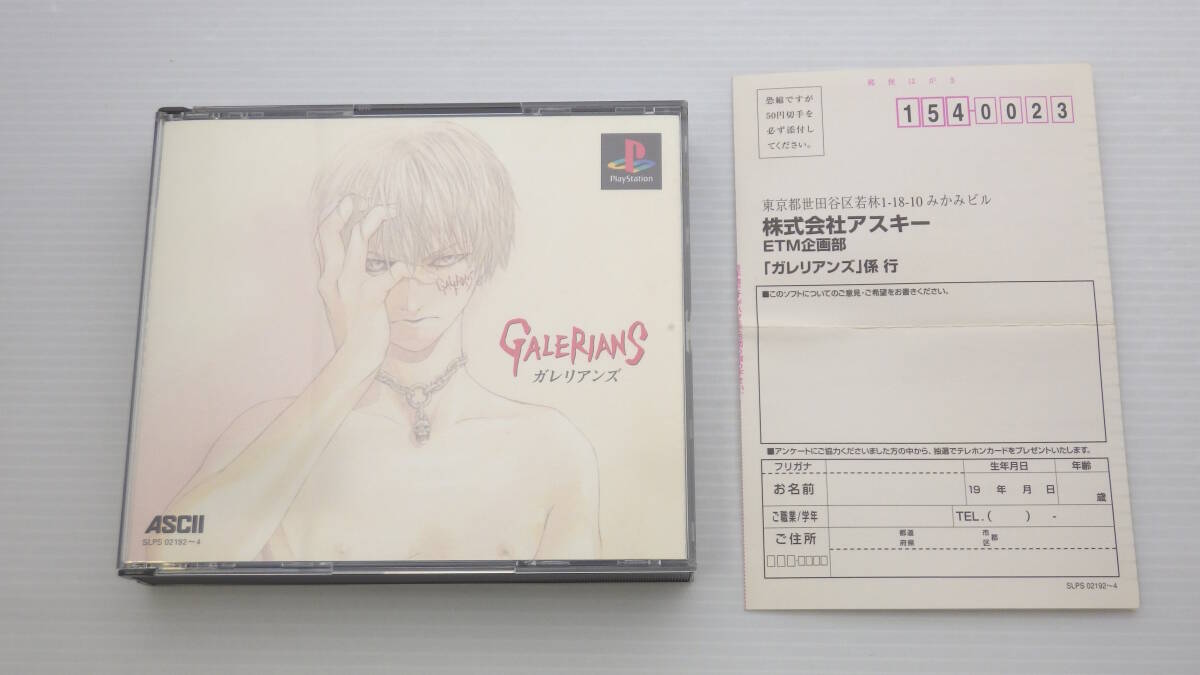 PlayStation
GALERIANS
GALERIANS
ガレリアンズ
ASCII
SLPS 02192〜4
郵便はがき
恐縮ですが
50円切手を
必ず添付し
てください。
154-0023
東京都世田谷区若林1-18-10 みかみビル
株式会社アスキー
ETM企画部
「ガレリアンズ」係 行
■このソフトについてのご意見・ご希望をお書きください。
■アンケートにご協力くださいました方の中から、抽選でテレホンカードをプレゼントいたします。
フリガナ 生年月日 年齢
お名前 19 年 月 日 歳
ご職業/学年 TEL.( ) -
ご住所 都道府県 市区郡
SLPS 02192〜4